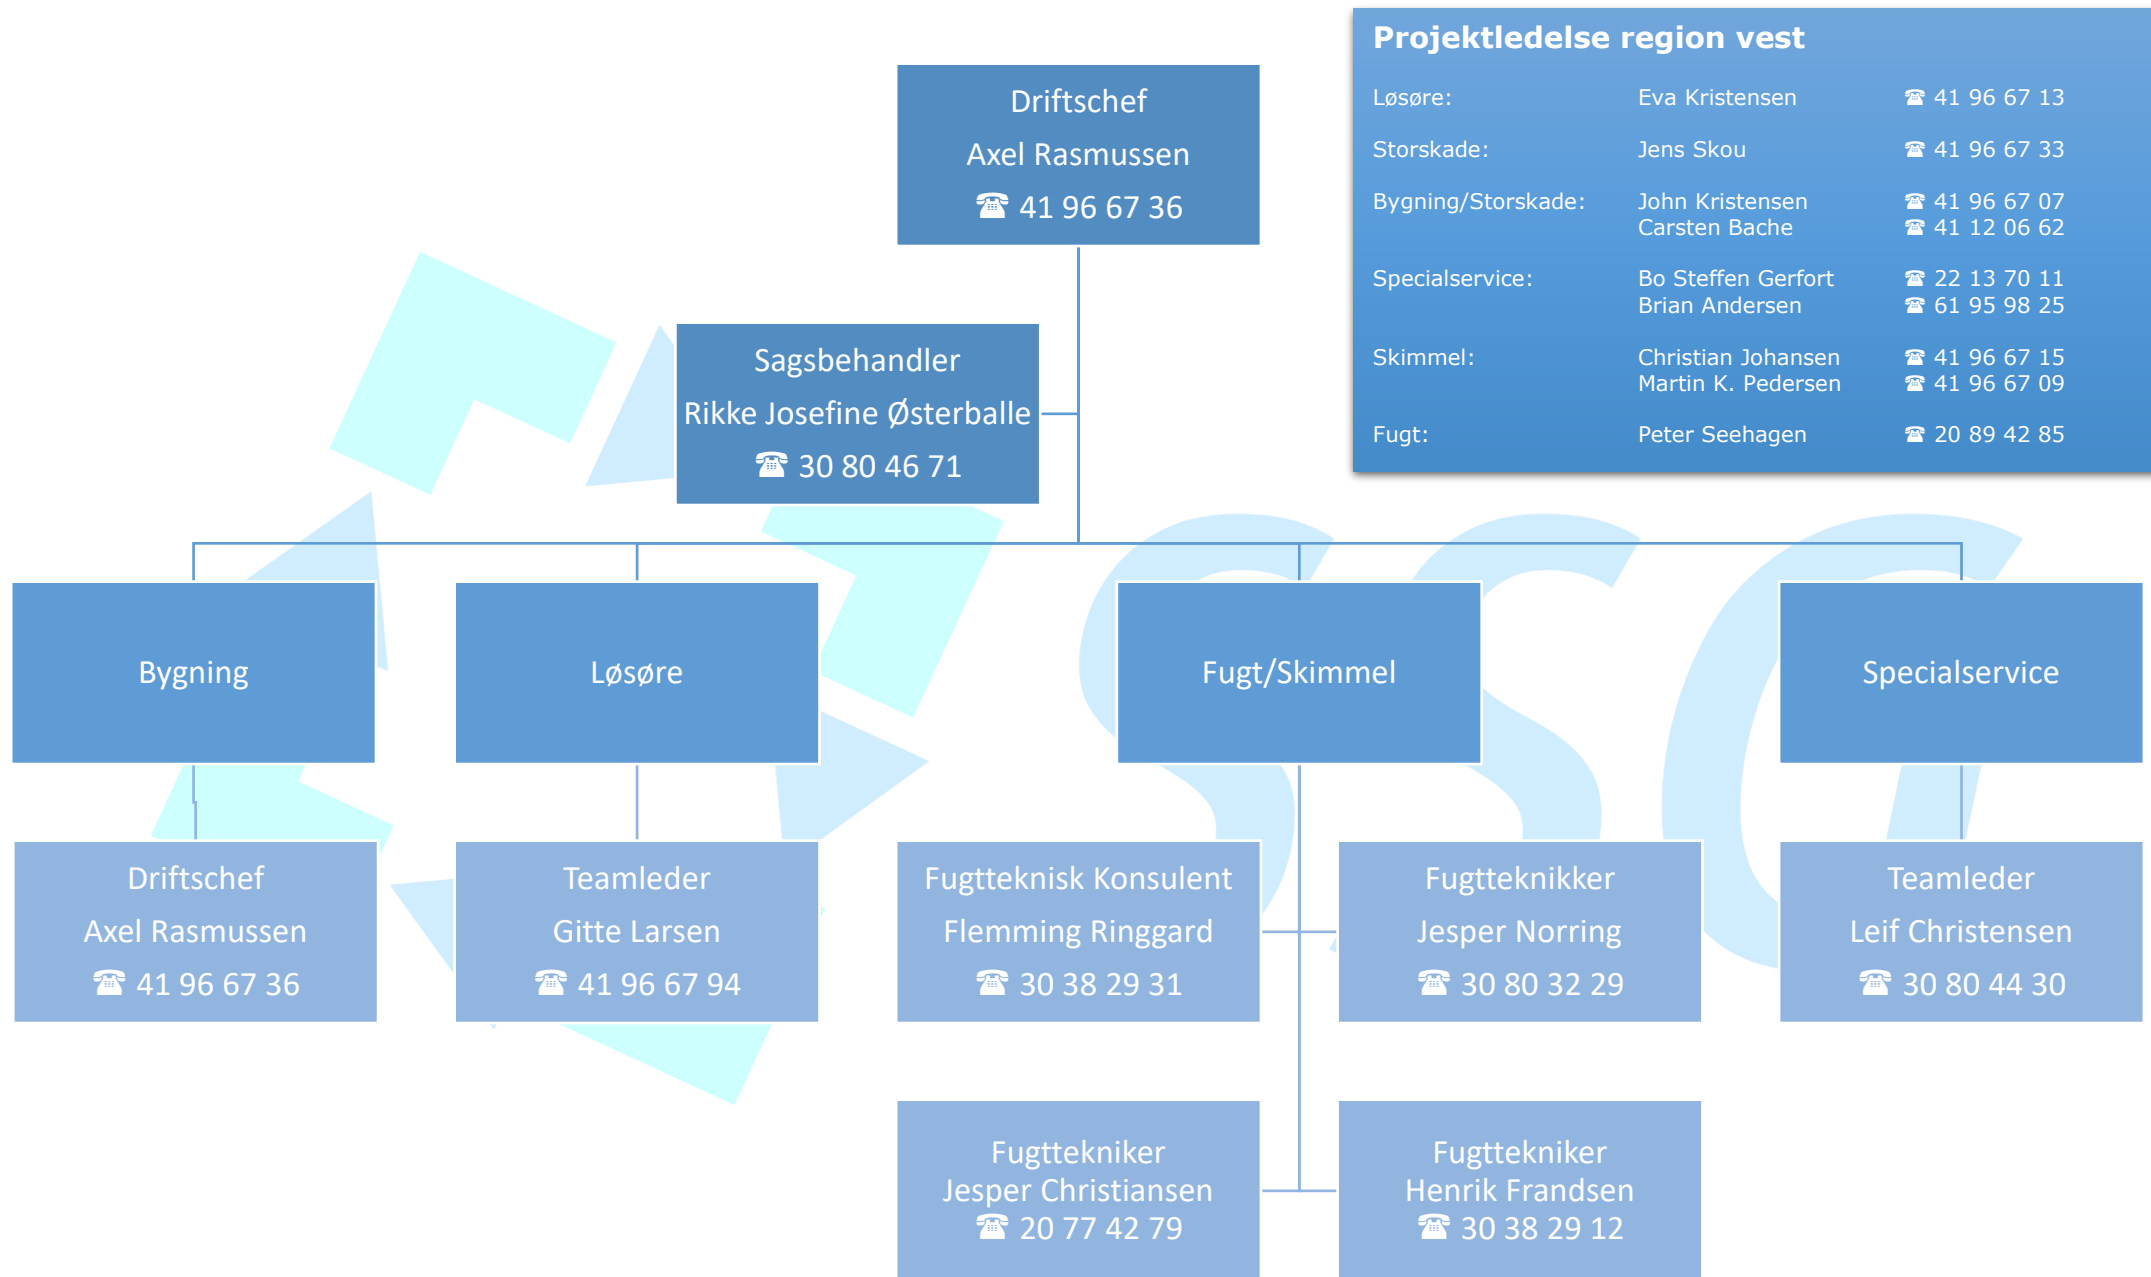 Projektledelse region vest
Løsøre: Eva Kristensen ☎ 41 96 67 13
Storskade: Jens Skou ☎ 41 96 67 33
Bygning/Storskade: John Kristensen ☎ 41 96 67 07
Carsten Bache ☎ 41 12 06 62
Specialservice: Bo Steffen Gerfort ☎ 22 13 70 11
Brian Andersen ☎ 61 95 98 25
Skimmel: Christian Johansen ☎ 41 96 67 15
Martin K. Pedersen ☎ 41 96 67 09
Fugt: Peter Seehagen ☎ 20 89 42 85
Driftschef
Axel Rasmussen
☎ 41 96 67 36
Sagsbehandler
Rikke Josefine Østerballe
☎ 30 80 46 71
Bygning
Løsøre
Fugt/Skimmel
Specialservice
Driftschef
Axel Rasmussen
☎ 41 96 67 36
Teamleder
Gitte Larsen
☎ 41 96 67 94
Fugtteknisk Konsulent
Flemming Ringgard
☎ 30 38 29 31
Fugtteknikker
Jesper Norring
☎ 30 80 32 29
Teamleder
Leif Christensen
☎ 30 80 44 30
Fugttekniker
Jesper Christiansen
☎ 20 77 42 79
Fugttekniker
Henrik Frandsen
☎ 30 38 29 12
SSG